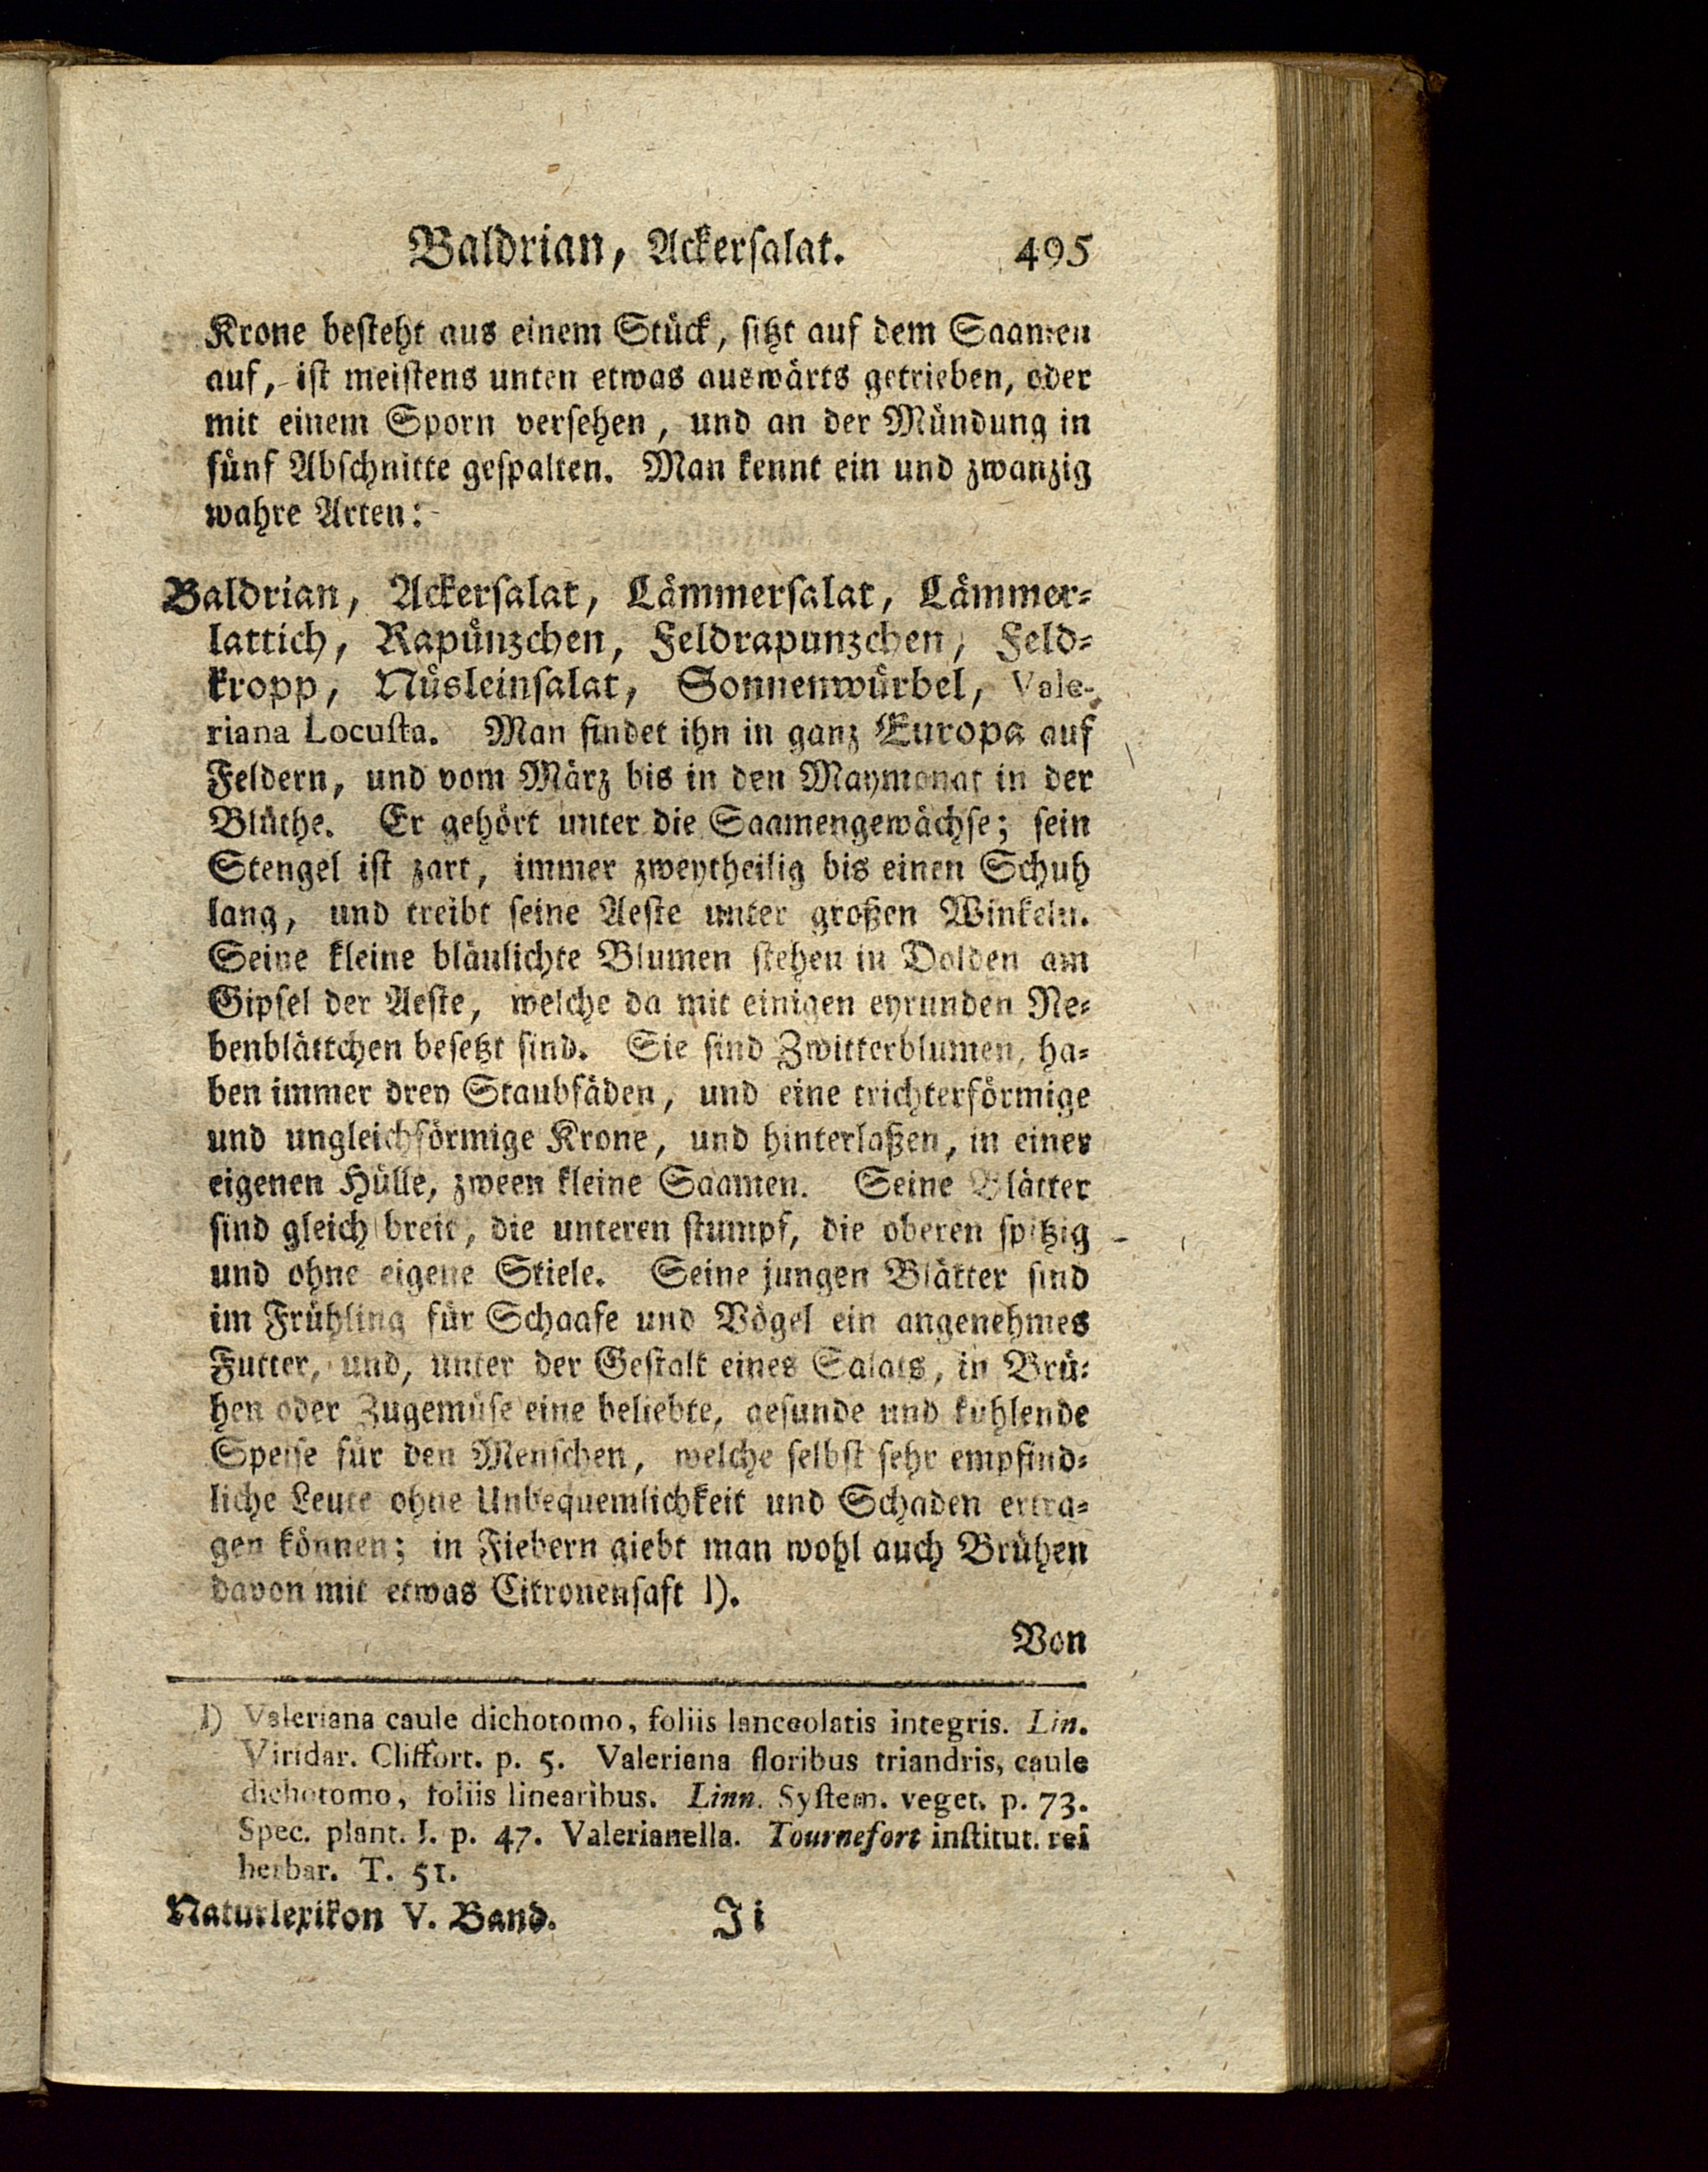 Baldrian, Ackersalat. 495
Krone besteht aus einem Stück, sitzt auf dem Saamen
auf, ist meistens unten etwas auswärts getrieben, oder
mit einem Sporn versehen, und an der Mündung in
fünf Abschnitte gespalten. Man kennt ein und zwanzig
wahre Arten:
Baldrian, Ackersalat, Lämmersalat, Lämmer-
lattich, Rapünzchen, Feldrapunzchen, Feld-
kropp, Nüsleinsalat, Sonnenwürbel, Vale-
riana Locusta. Man findet ihn in ganz Europa auf
Feldern, und vom März bis in den Maymonat in der
Blüthe. Er gehört unter die Saamengewächse; sein
Stengel ist zart, immer zweytheilig bis einen Schuh
lang, und treibt seine Aeste unter großen Winkeln.
Seine kleine bläulichte Blumen stehen in Dolden am
Gipfel der Aeste, welche da mit einigen eyrunden Ne-
benblättchen besetzt sind. Sie sind Zwitterblumen, ha-
ben immer drey Staubfäden, und eine trichterförmige
und ungleichförmige Krone, und hinterlaßen, in einer
eigenen Hülle, zween kleine Saamen. Seine Blätter
sind gleich breit, die unteren stumpf, die oberen spitzig
und ohne eigene Stiele. Seine jungen Blätter sind
im Frühling für Schaafe und Vögel ein angenehmes
Futter, und, unter der Gestalt eines Salats, in Brü-
hen oder Zugemüse eine beliebte, gesunde und kühlende
Speise für den Menschen, welche selbst sehr empfind-
liche Leute ohne Unbequemlichkeit und Schaden ertra-
gen können; in Fiebern giebt man wohl auch Brühen
davon mit etwas Citronensaft l).
Von
l) Valeriana caule dichotomo, foliis lanceolatis integris. Lin.
Viridar. Cliffort. p. 5. Valeriana floribus triandris, caule
dichotomo, foliis linearibus. Linn. System. veget. p. 73.
Spec. plant. I. p. 47. Valerianella. Tournefort institut. rei
herbar. T. 51.
Naturlexikon V. Band. Ii